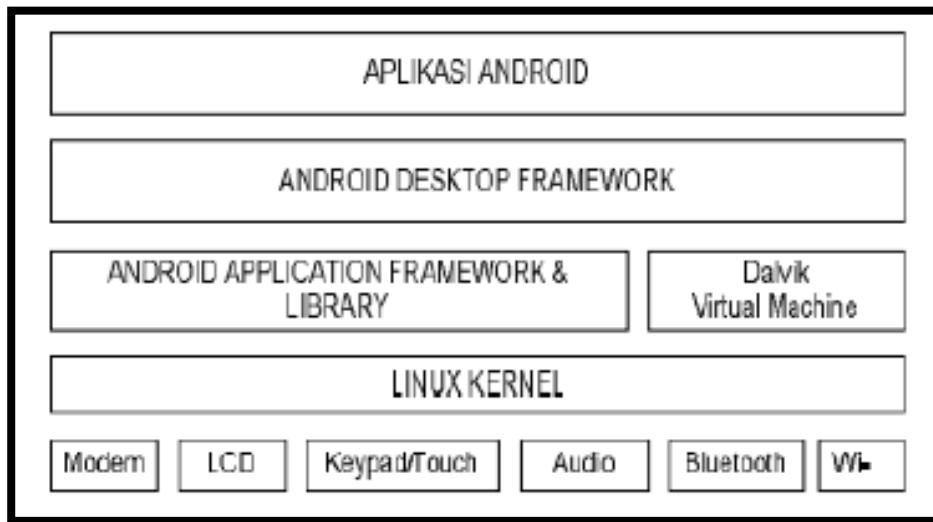 APLIKASI ANDROID
ANDROID DESKTOP FRAMEWORK
ANDROID APPLICATION FRAMEWORK &
LIBRARY
Dalvik
Virtual Machine
LINUX KERNEL
Modem
LCD
Keypad/Touch
Audio
Bluetooth